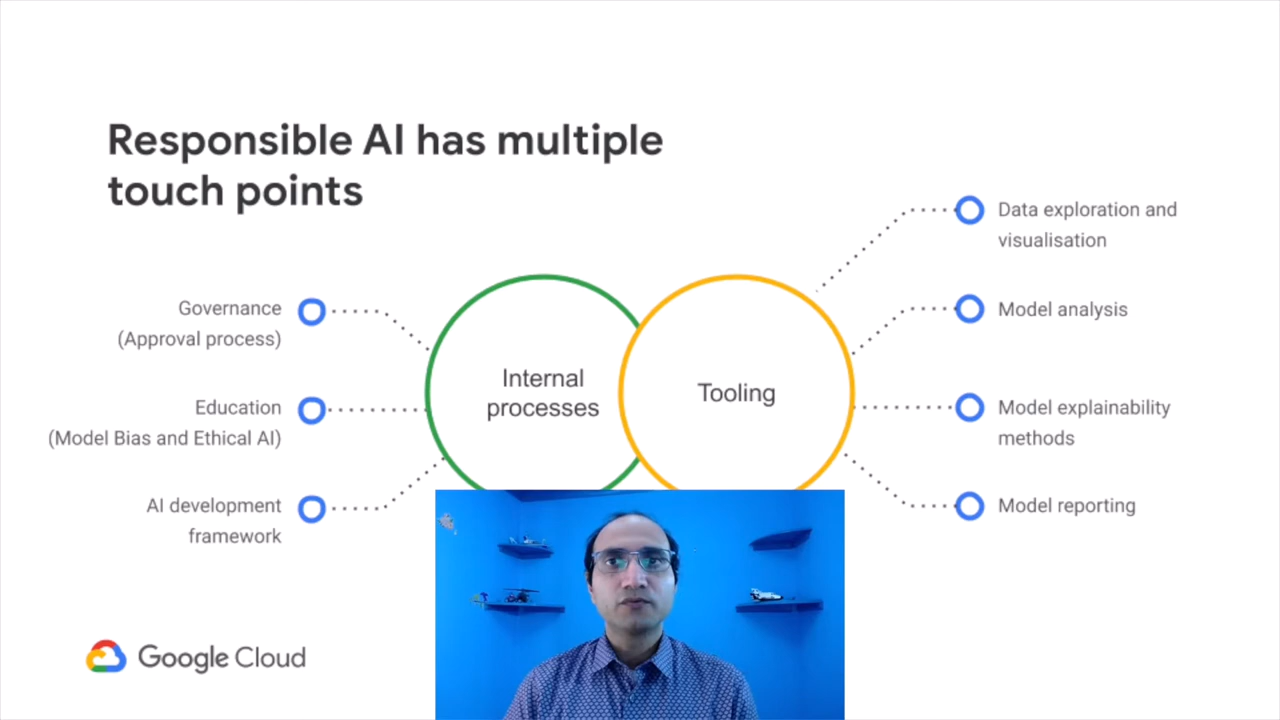 Responsible AI has multiple
touch points
Governance
(Approval process)
Education
(Model Bias and Ethical AI)
AI development
framework
Internal
processes
Tooling
Data exploration and
visualisation
Model analysis
Model explainability
methods
Model reporting
Google Cloud